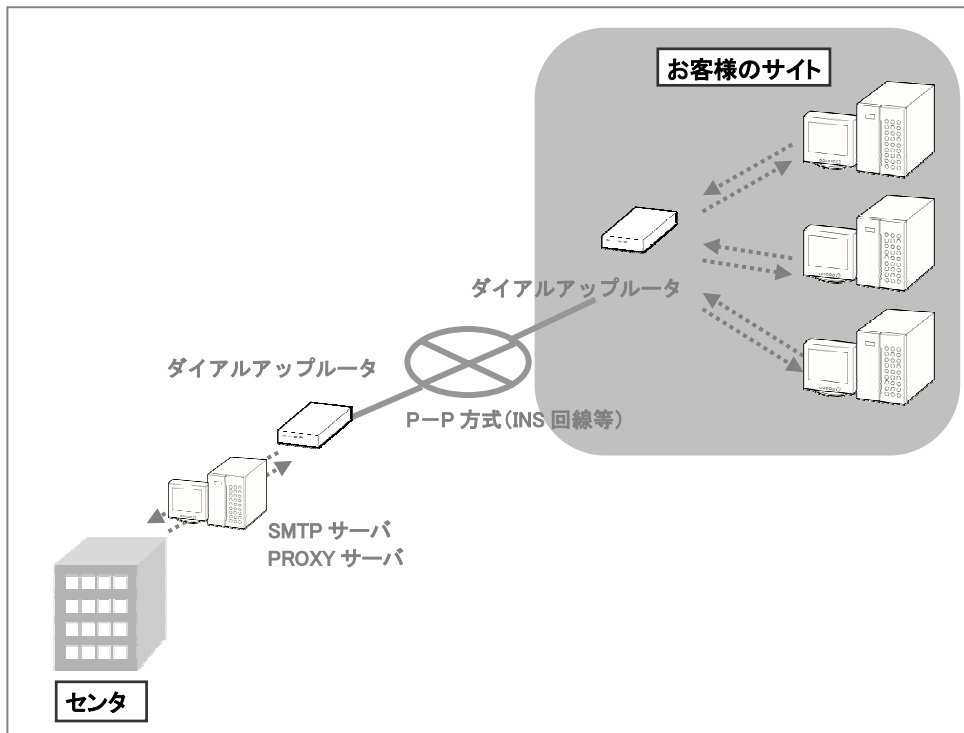 お客様のサイト
ダイアルアップルータ
ダイアルアップルータ
P－P 方式（INS 回線等）
SMTP サーバ
PROXY サーバ
センタ